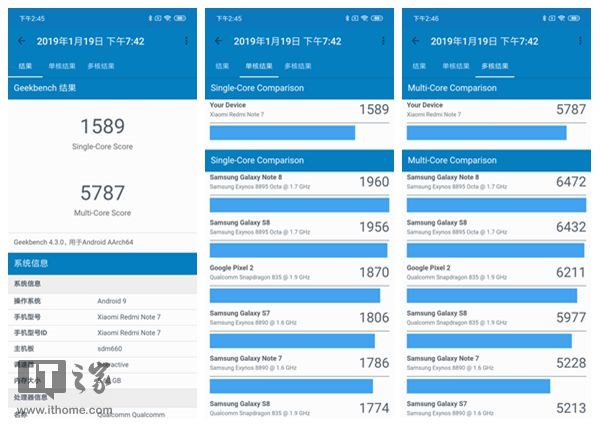 下午2:45
2019年1月19日 下午7:42
结果
单核结果
多核结果
Geekbench 结果
1589
Single-Core Score
5787
Multi-Core Score
Geekbench 4.3.0，用于Android AArch64
系统信息
系统信息
操作系统 Android 9
手机型号 Xiaomi Redmi Note 7
手机型号ID Xiaomi Redmi Note 7
主机板 sdm660
调速器
内存大小 GB
处理器信息
名称 Qualcomm Qualcomm
IT之家
www.ithome.com
下午2:45
2019年1月19日 下午7:42
结果
单核结果
多核结果
Single-Core Comparison
Your Device
Xiaomi Redmi Note 7
1589
Single-Core Comparison
Samsung Galaxy Note 8
Samsung Exynos 8895 Octa @ 1.7 GHz
1960
Samsung Galaxy S8
Samsung Exynos 8895 Octa @ 1.7 GHz
1956
Google Pixel 2
Qualcomm Snapdragon 835 @ 1.9 GHz
1870
Samsung Galaxy S7
Samsung Exynos 8890 @ 1.6 GHz
1806
Samsung Galaxy Note 7
Samsung Exynos 8890 @ 1.6 GHz
1786
Samsung Galaxy S8
Qualcomm Snapdragon 835 @ 1.9 GHz
1774
下午2:46
2019年1月19日 下午7:42
结果
单核结果
多核结果
Multi-Core Comparison
Your Device
Xiaomi Redmi Note 7
5787
Multi-Core Comparison
Samsung Galaxy Note 8
Samsung Exynos 8895 Octa @ 1.7 GHz
6472
Samsung Galaxy S8
Samsung Exynos 8895 Octa @ 1.7 GHz
6432
Google Pixel 2
Qualcomm Snapdragon 835 @ 1.9 GHz
6211
Samsung Galaxy S8
Qualcomm Snapdragon 835 @ 1.9 GHz
5977
Samsung Galaxy Note 7
Samsung Exynos 8890 @ 1.6 GHz
5228
Samsung Galaxy S7
Samsung Exynos 8890 @ 1.6 GHz
5213